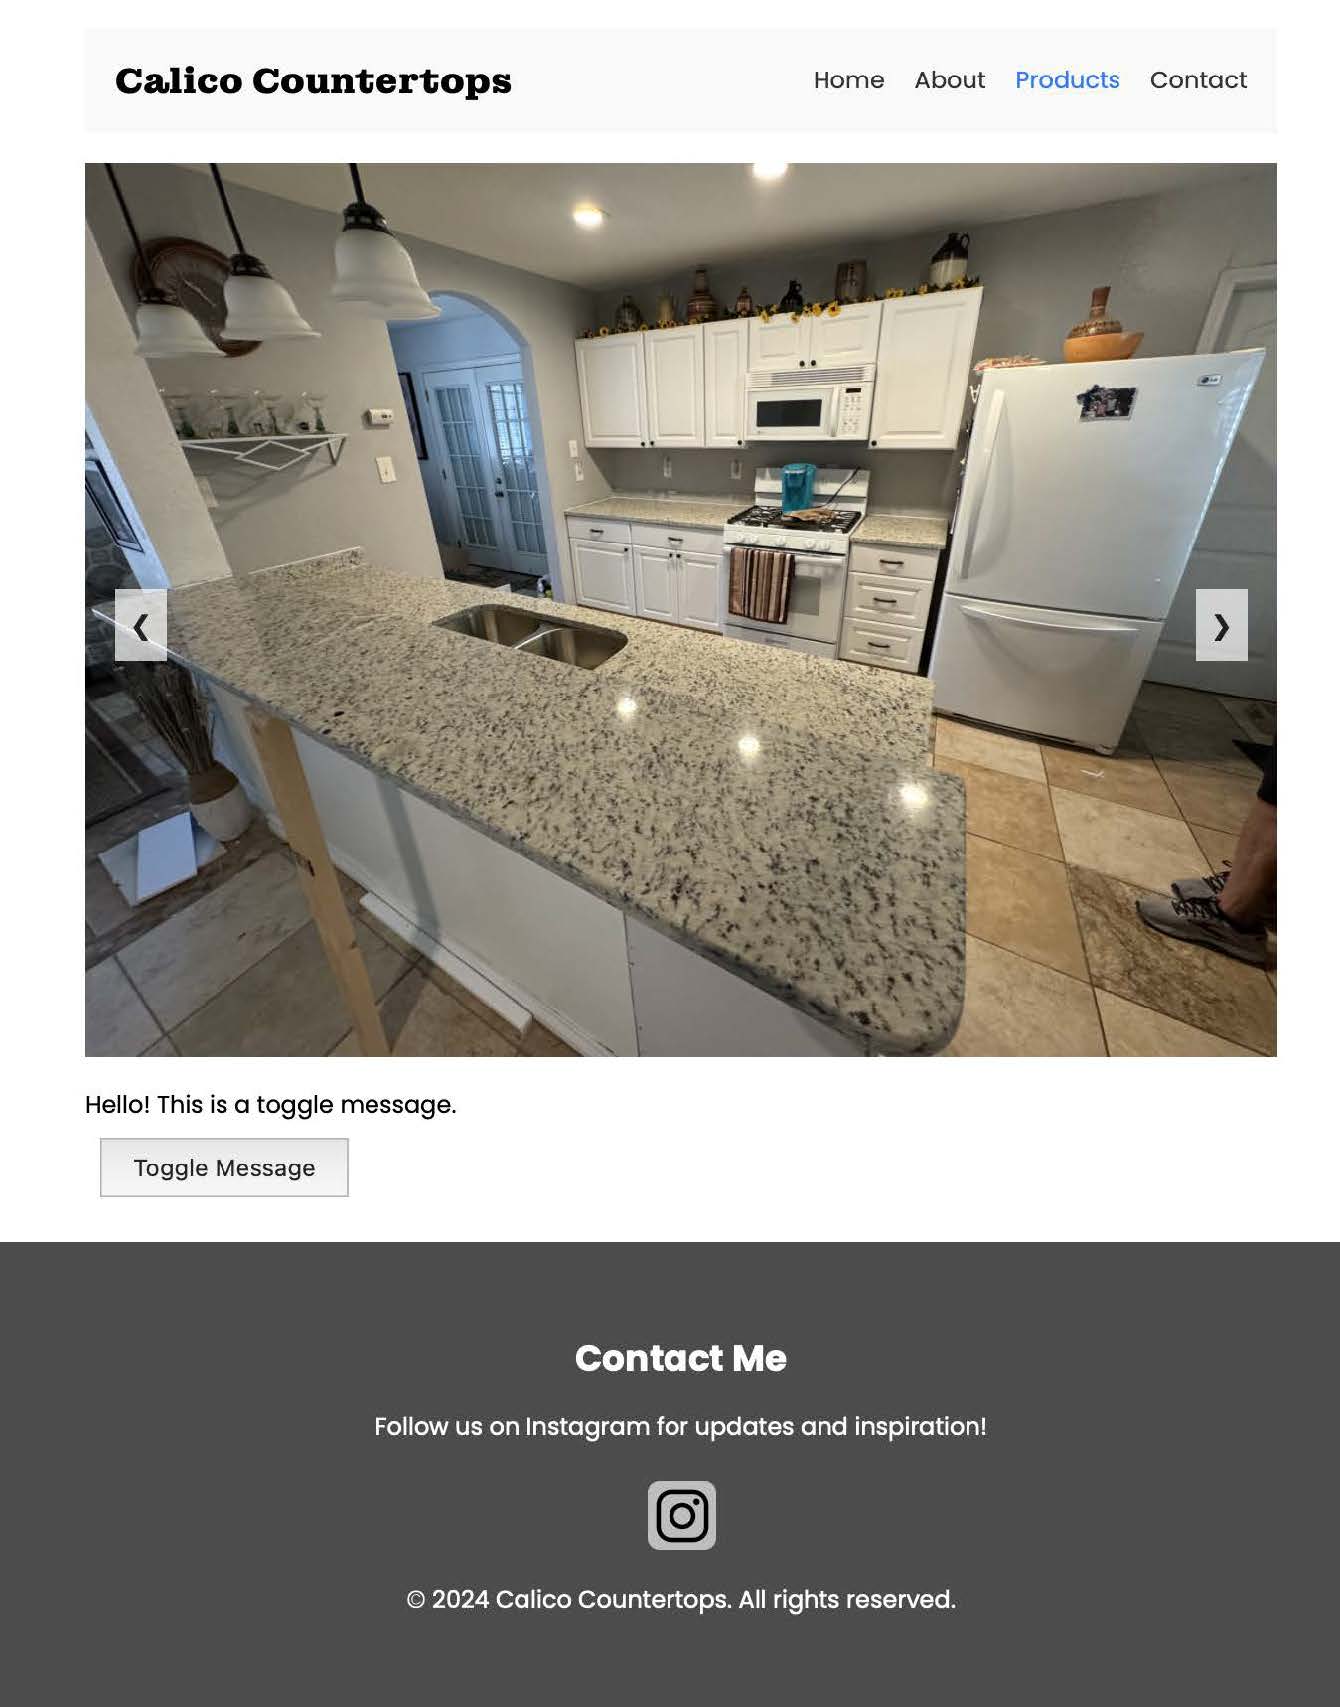 Calico Countertops
Home About Products Contact
❮ ❯
Hello! This is a toggle message.
Toggle Message
Contact Me
Follow us on Instagram for updates and inspiration!
© 2024 Calico Countertops. All rights reserved.